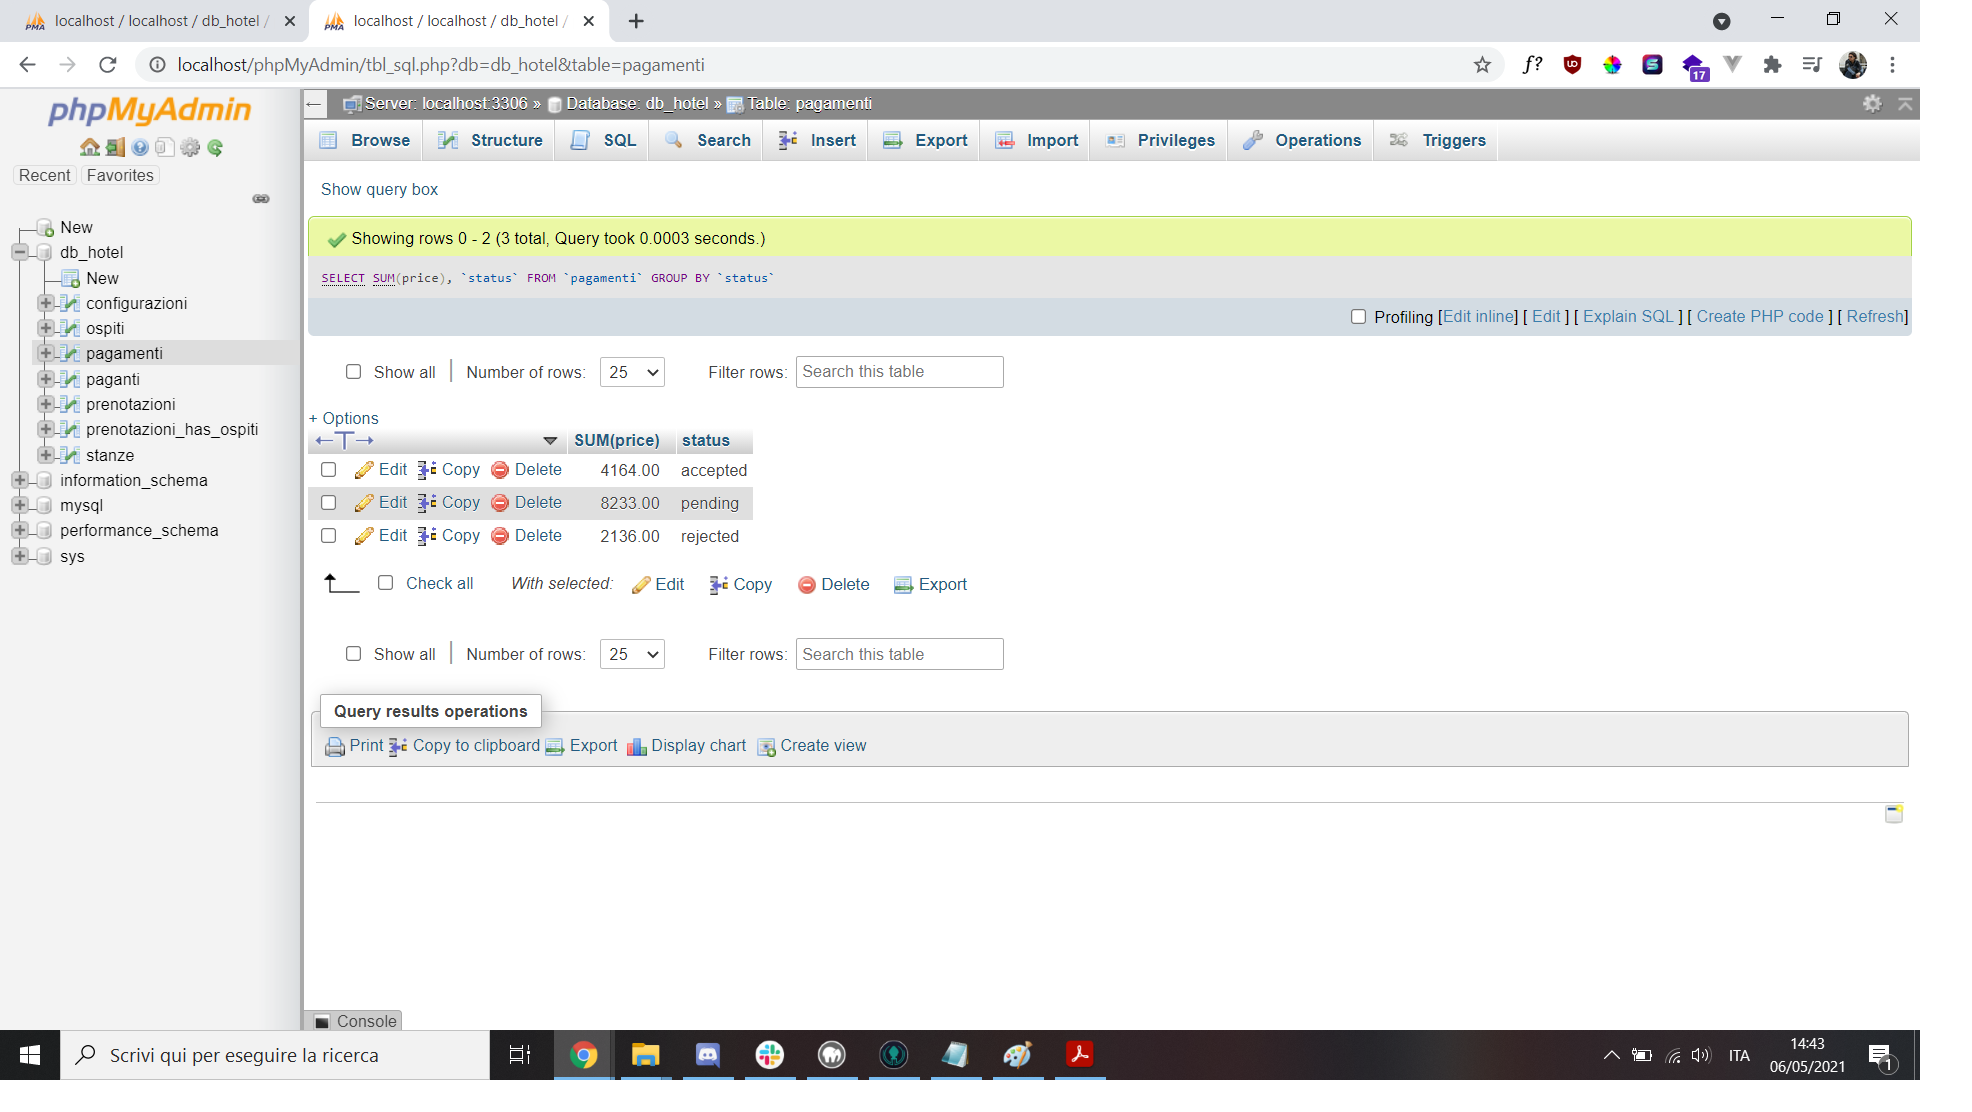 localhost / localhost / db_hotel /
localhost / localhost / db_hotel /
localhost/phpMyAdmin/tbl_sql.php?db=db_hotel&table=pagamenti
f?
17
phpMyAdmin
Recent Favorites
New
db_hotel
New
configurazioni
ospiti
pagamenti
paganti
prenotazioni
prenotazioni_has_ospiti
stanze
information_schema
mysql
performance_schema
sys
Server: localhost:3306 » Database: db_hotel » Table: pagamenti
Browse Structure SQL Search Insert Export Import Privileges Operations Triggers
Show query box
Showing rows 0 - 2 (3 total, Query took 0.0003 seconds.)
SELECT SUM(price), `status` FROM `pagamenti` GROUP BY `status`
Profiling [Edit inline] [ Edit ] [ Explain SQL ] [ Create PHP code ] [ Refresh]
Show all Number of rows: 25 Filter rows: Search this table
+ Options
←T→ SUM(price) status
Edit Copy Delete 4164.00 accepted
Edit Copy Delete 8233.00 pending
Edit Copy Delete 2136.00 rejected
Check all With selected: Edit Copy Delete Export
Show all Number of rows: 25 Filter rows: Search this table
Query results operations
Print Copy to clipboard Export Display chart Create view
Console
Scrivi qui per eseguire la ricerca
ITA
14:43
06/05/2021
1